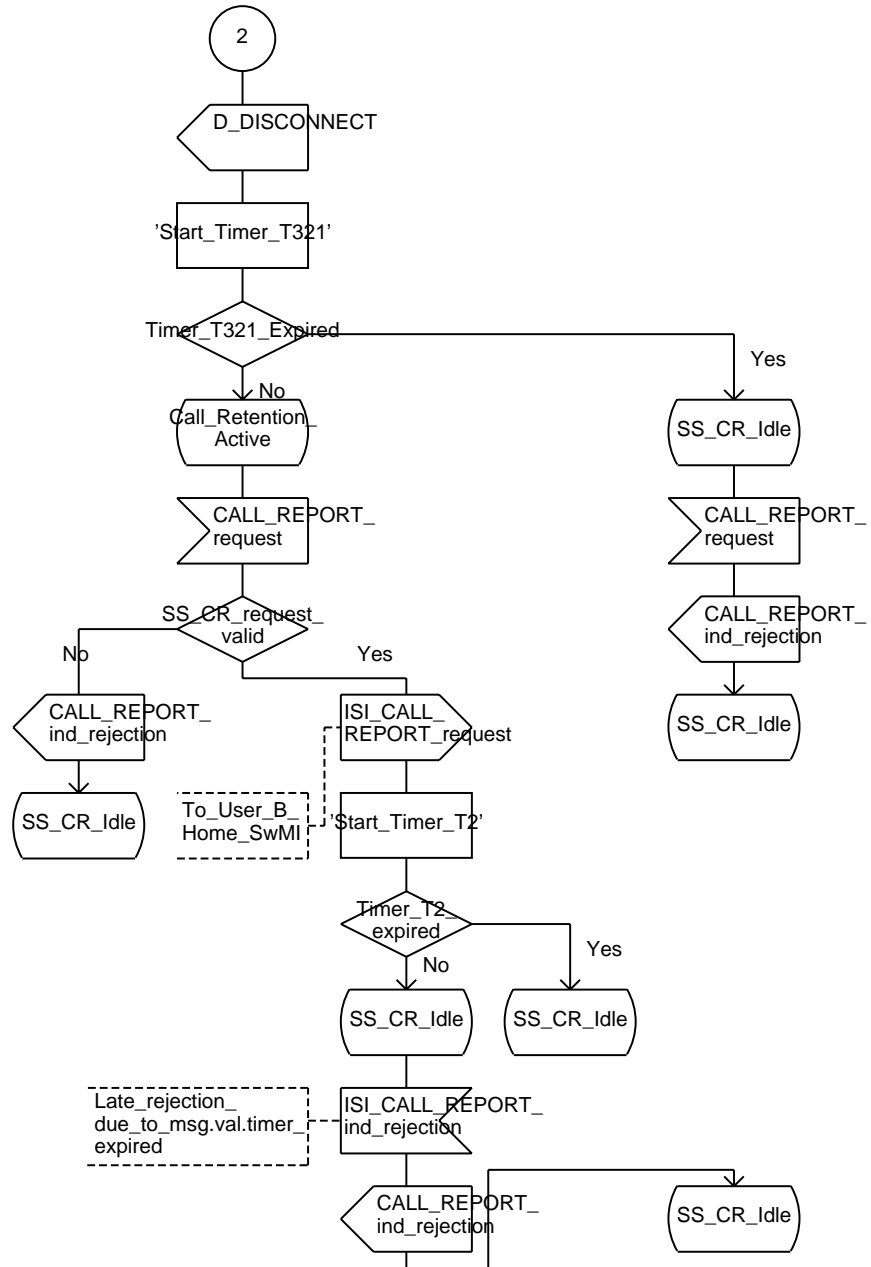 2
D_DISCONNECT
’Start_Timer_T321’
Timer_T321_Expired
Yes
No
Call_Retention_
Active
SS_CR_Idle
CALL_REPORT_
request
CALL_REPORT_
request
SS_CR_request_
valid
CALL_REPORT_
ind_rejection
No
Yes
CALL_REPORT_
ind_rejection
ISI_CALL_
REPORT_request
SS_CR_Idle
SS_CR_Idle
To_User_B_
Home_SwMI
’Start_Timer_T2’
Timer_T2_
expired
Yes
No
SS_CR_Idle
SS_CR_Idle
Late_rejection_
due_to_msg.val.timer_
expired
ISI_CALL_REPORT_
ind_rejection
CALL_REPORT_
ind_rejection
SS_CR_Idle